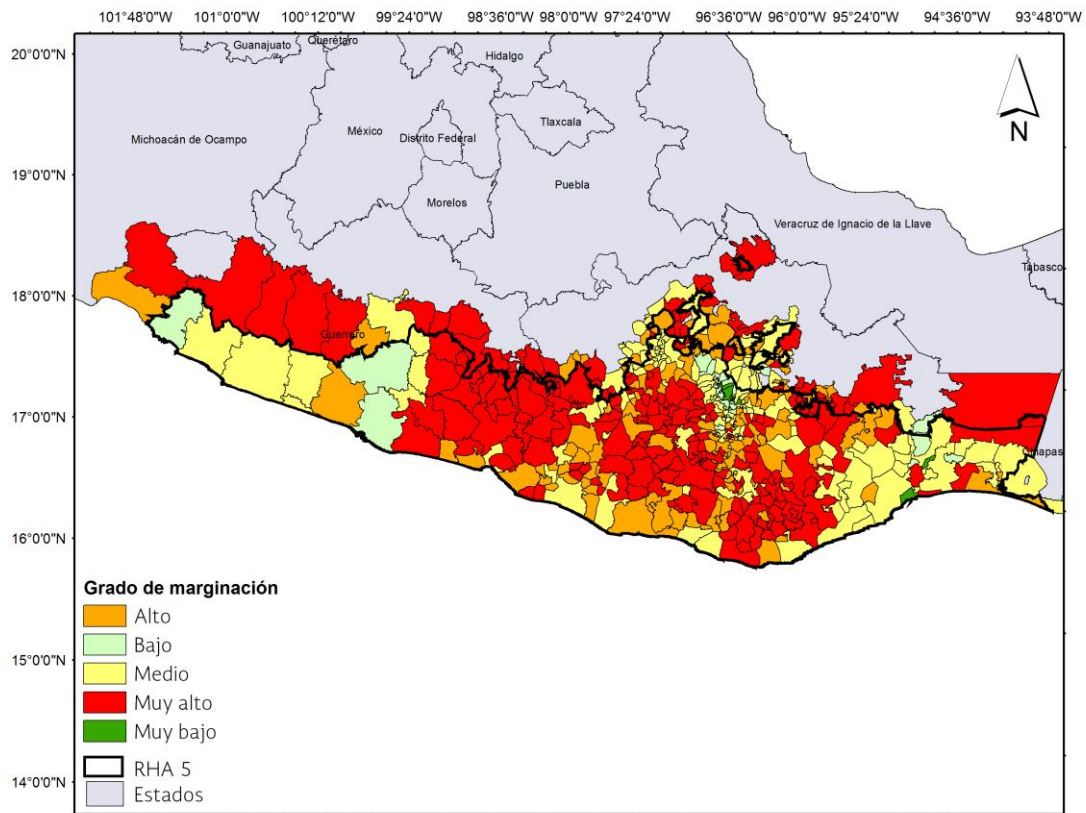 101°48'0"W 101°0'0"W 100°12'0"W 99°24'0"W 98°36'0"W 98°0'0"W 97°24'0"W 96°36'0"W 96°0'0"W 95°24'0"W 94°36'0"W 93°48'0"W
20°0'0"N
19°0'0"N
18°0'0"N
17°0'0"N
16°0'0"N
15°0'0"N
14°0'0"N
Guanajuato
Querétaro
Hidalgo
Michoacán de Ocampo
México
Distrito Federal
Tlaxcala
Morelos
Puebla
Veracruz de Ignacio de la Llave
Tabasco
Guerrero
N
Grado de marginación
Alto
Bajo
Medio
Muy alto
Muy bajo
RHA 5
Estados